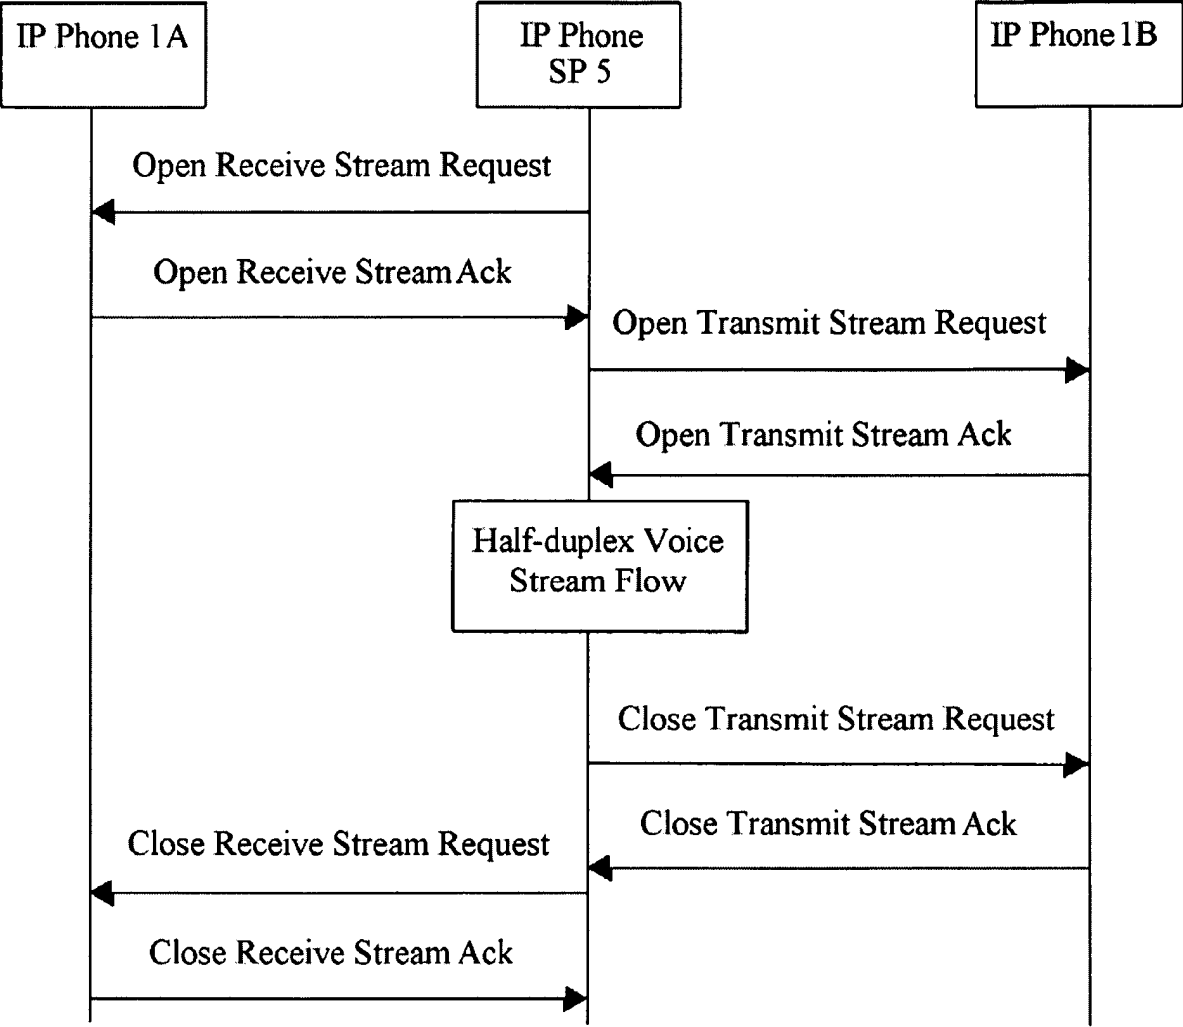 IP Phone 1A
IP Phone
SP 5
IP Phone 1B
Open Receive Stream Request
Open Receive Stream Ack
Open Transmit Stream Request
Open Transmit Stream Ack
Half-duplex Voice
Stream Flow
Close Transmit Stream Request
Close Transmit Stream Ack
Close Receive Stream Request
Close Receive Stream Ack